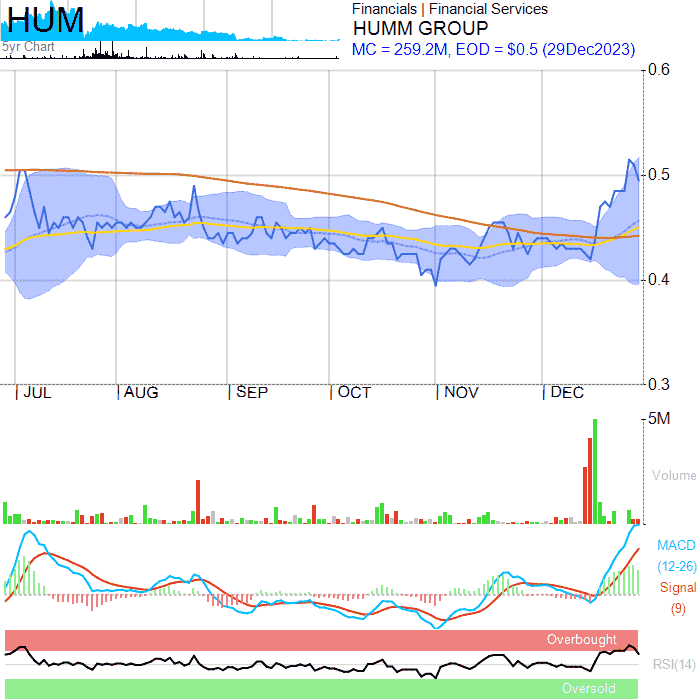 HUM
5yr Chart
Financials | Financial Services
HUMM GROUP
MC = 259.2M, EOD = $0.5 (29Dec2023)
0.6
0.5
0.4
0.3
JUL AUG SEP OCT NOV DEC
5M
Volume
MACD
(12-26)
Signal
(9)
Overbought
RSI(14)
Oversold